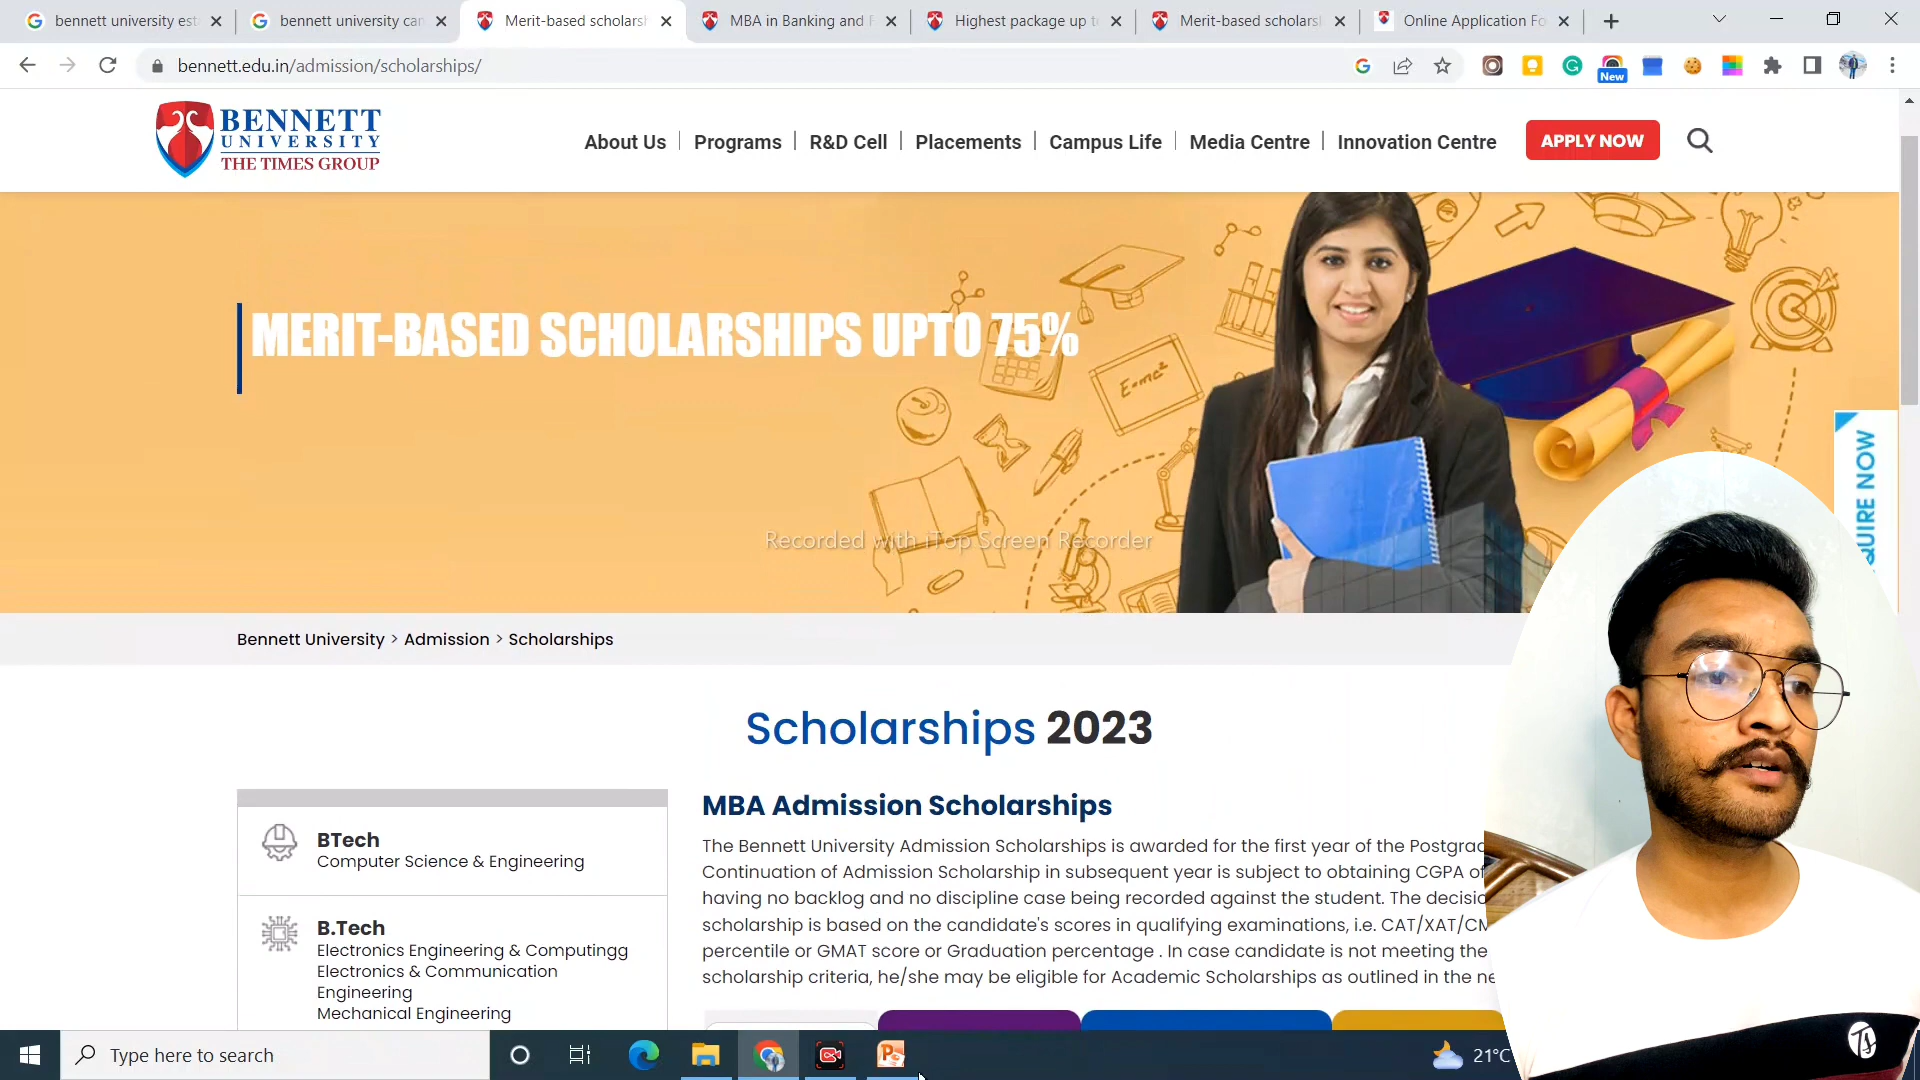 bennett university est
bennett university can
Merit-based scholarsh
MBA in Banking and F
Highest package up t
Merit-based scholars
Online Application Fo
bennett.edu.in/admission/scholarships/
New
BENNETT
UNIVERSITY
THE TIMES GROUP
About Us
Programs
R&D Cell
Placements
Campus Life
Media Centre
Innovation Centre
APPLY NOW
MERIT-BASED SCHOLARSHIPS UPTO 75%
E=mc²
QUIRE NOW
Recorded with iTop Screen Recorder
Bennett University > Admission > Scholarships
Scholarships 2023
BTech
Computer Science & Engineering
B.Tech
Electronics Engineering & Computingg
Electronics & Communication
Engineering
Mechanical Engineering
MBA Admission Scholarships
The Bennett University Admission Scholarships is awarded for the first year of the Postgrad
Continuation of Admission Scholarship in subsequent year is subject to obtaining CGPA of
having no backlog and no discipline case being recorded against the student. The decisio
scholarship is based on the candidate's scores in qualifying examinations, i.e. CAT/XAT/CM
percentile or GMAT score or Graduation percentage . In case candidate is not meeting the
scholarship criteria, he/she may be eligible for Academic Scholarships as outlined in the ne
Type here to search
21°C